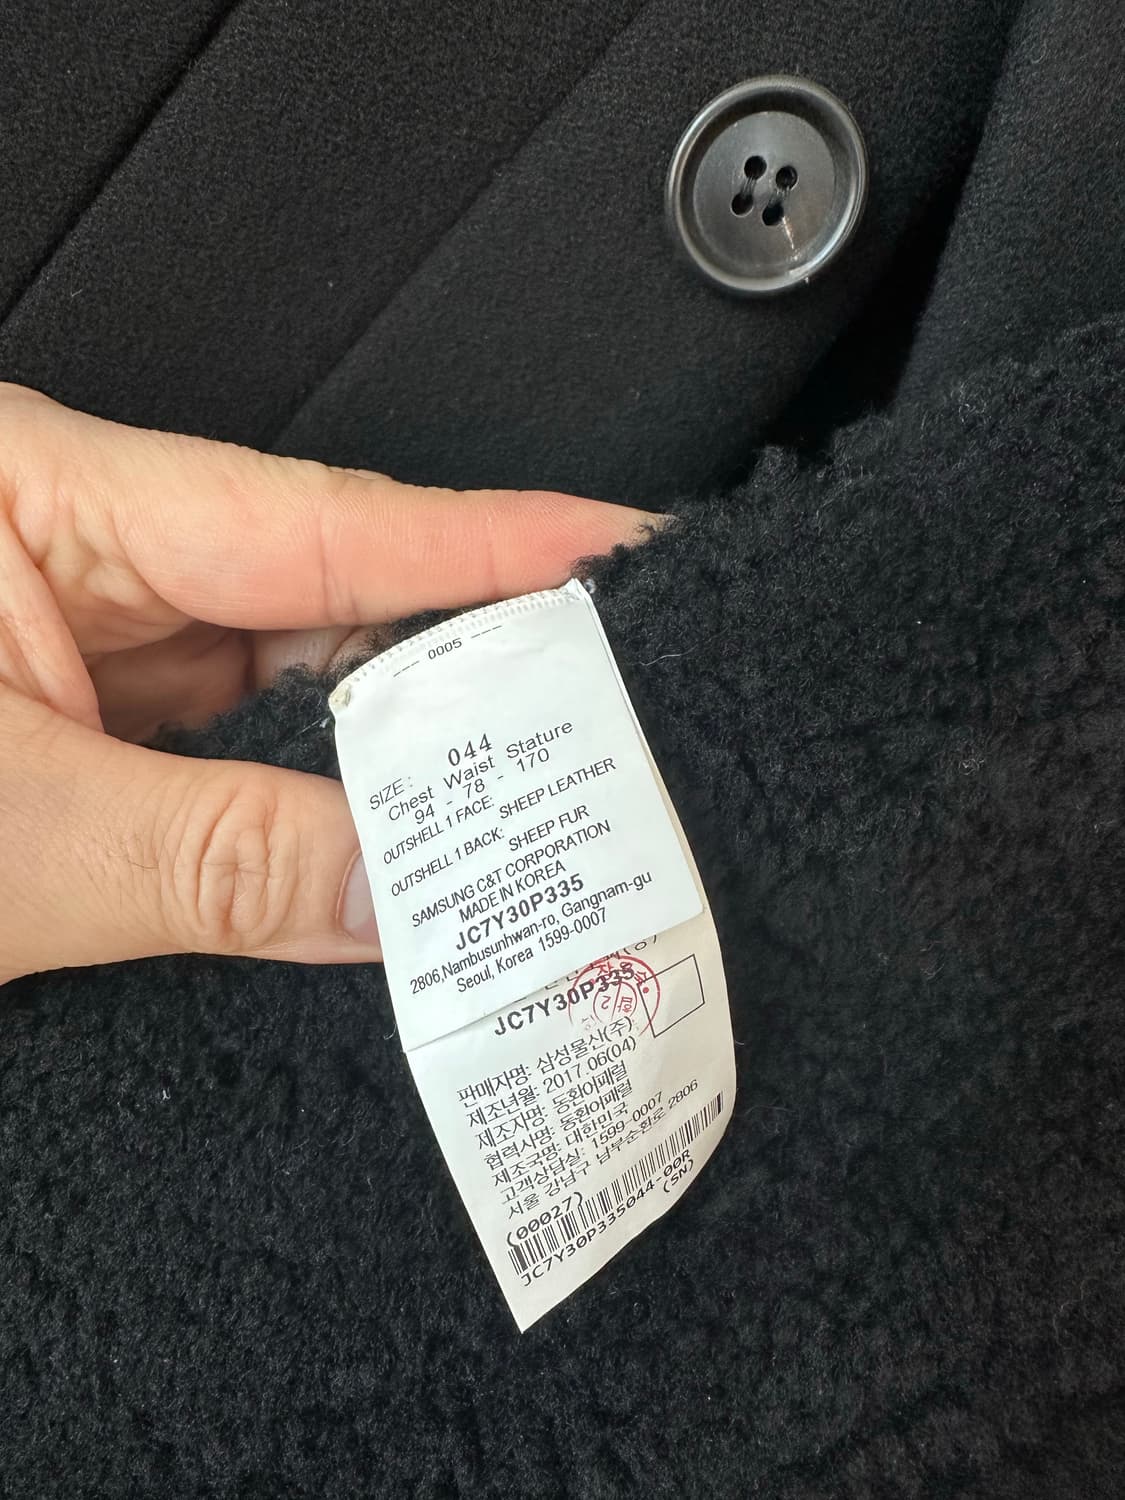 0005
SIZE: 044
Chest Waist Stature
94 - 78 - 170
OUTSHELL 1 FACE: SHEEP LEATHER
OUTSHELL 1 BACK: SHEEP FUR
SAMSUNG C&T CORPORATION
MADE IN KOREA
JC7Y30P335
2806,Nambusunhwan-ro, Gangnam-gu
Seoul, Korea 1599-0007
JC7Y30P335
판매자명: 삼성물산(주)
제조년월: 2017.06(04)
제조자명: 동환어패럴
협력사명: 동환어패럴
제조국명: 대한민국
고객상담실: 1599-0007
서울 강남구 남부순환로 2806
(00027)
JC7Y30P335044-00R
(SN)